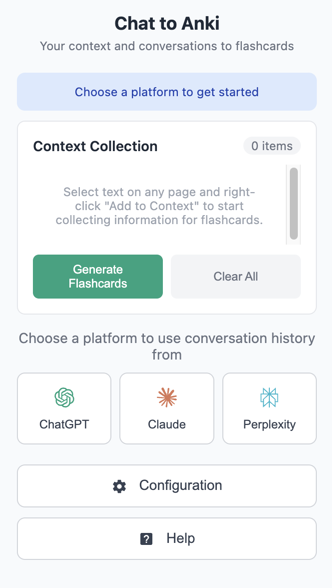 Chat to Anki
Your context and conversations to flashcards
Choose a platform to get started
Context Collection
0 items
Select text on any page and right-
click "Add to Context" to start
collecting information for flashcards.
Generate
Flashcards
Clear All
Choose a platform to use conversation history
from
ChatGPT
Claude
Perplexity
Configuration
? Help